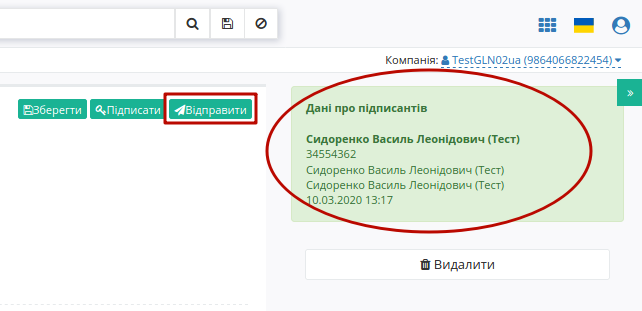 Компанія: TestGLN02ua (9864066822454)
Зберегти Підписати Відправити
»
Дані про підписантів
Сидоренко Василь Леонідович (Тест)
34554362
Сидоренко Василь Леонідович (Тест)
Сидоренко Василь Леонідович (Тест)
10.03.2020 13:17
Видалити